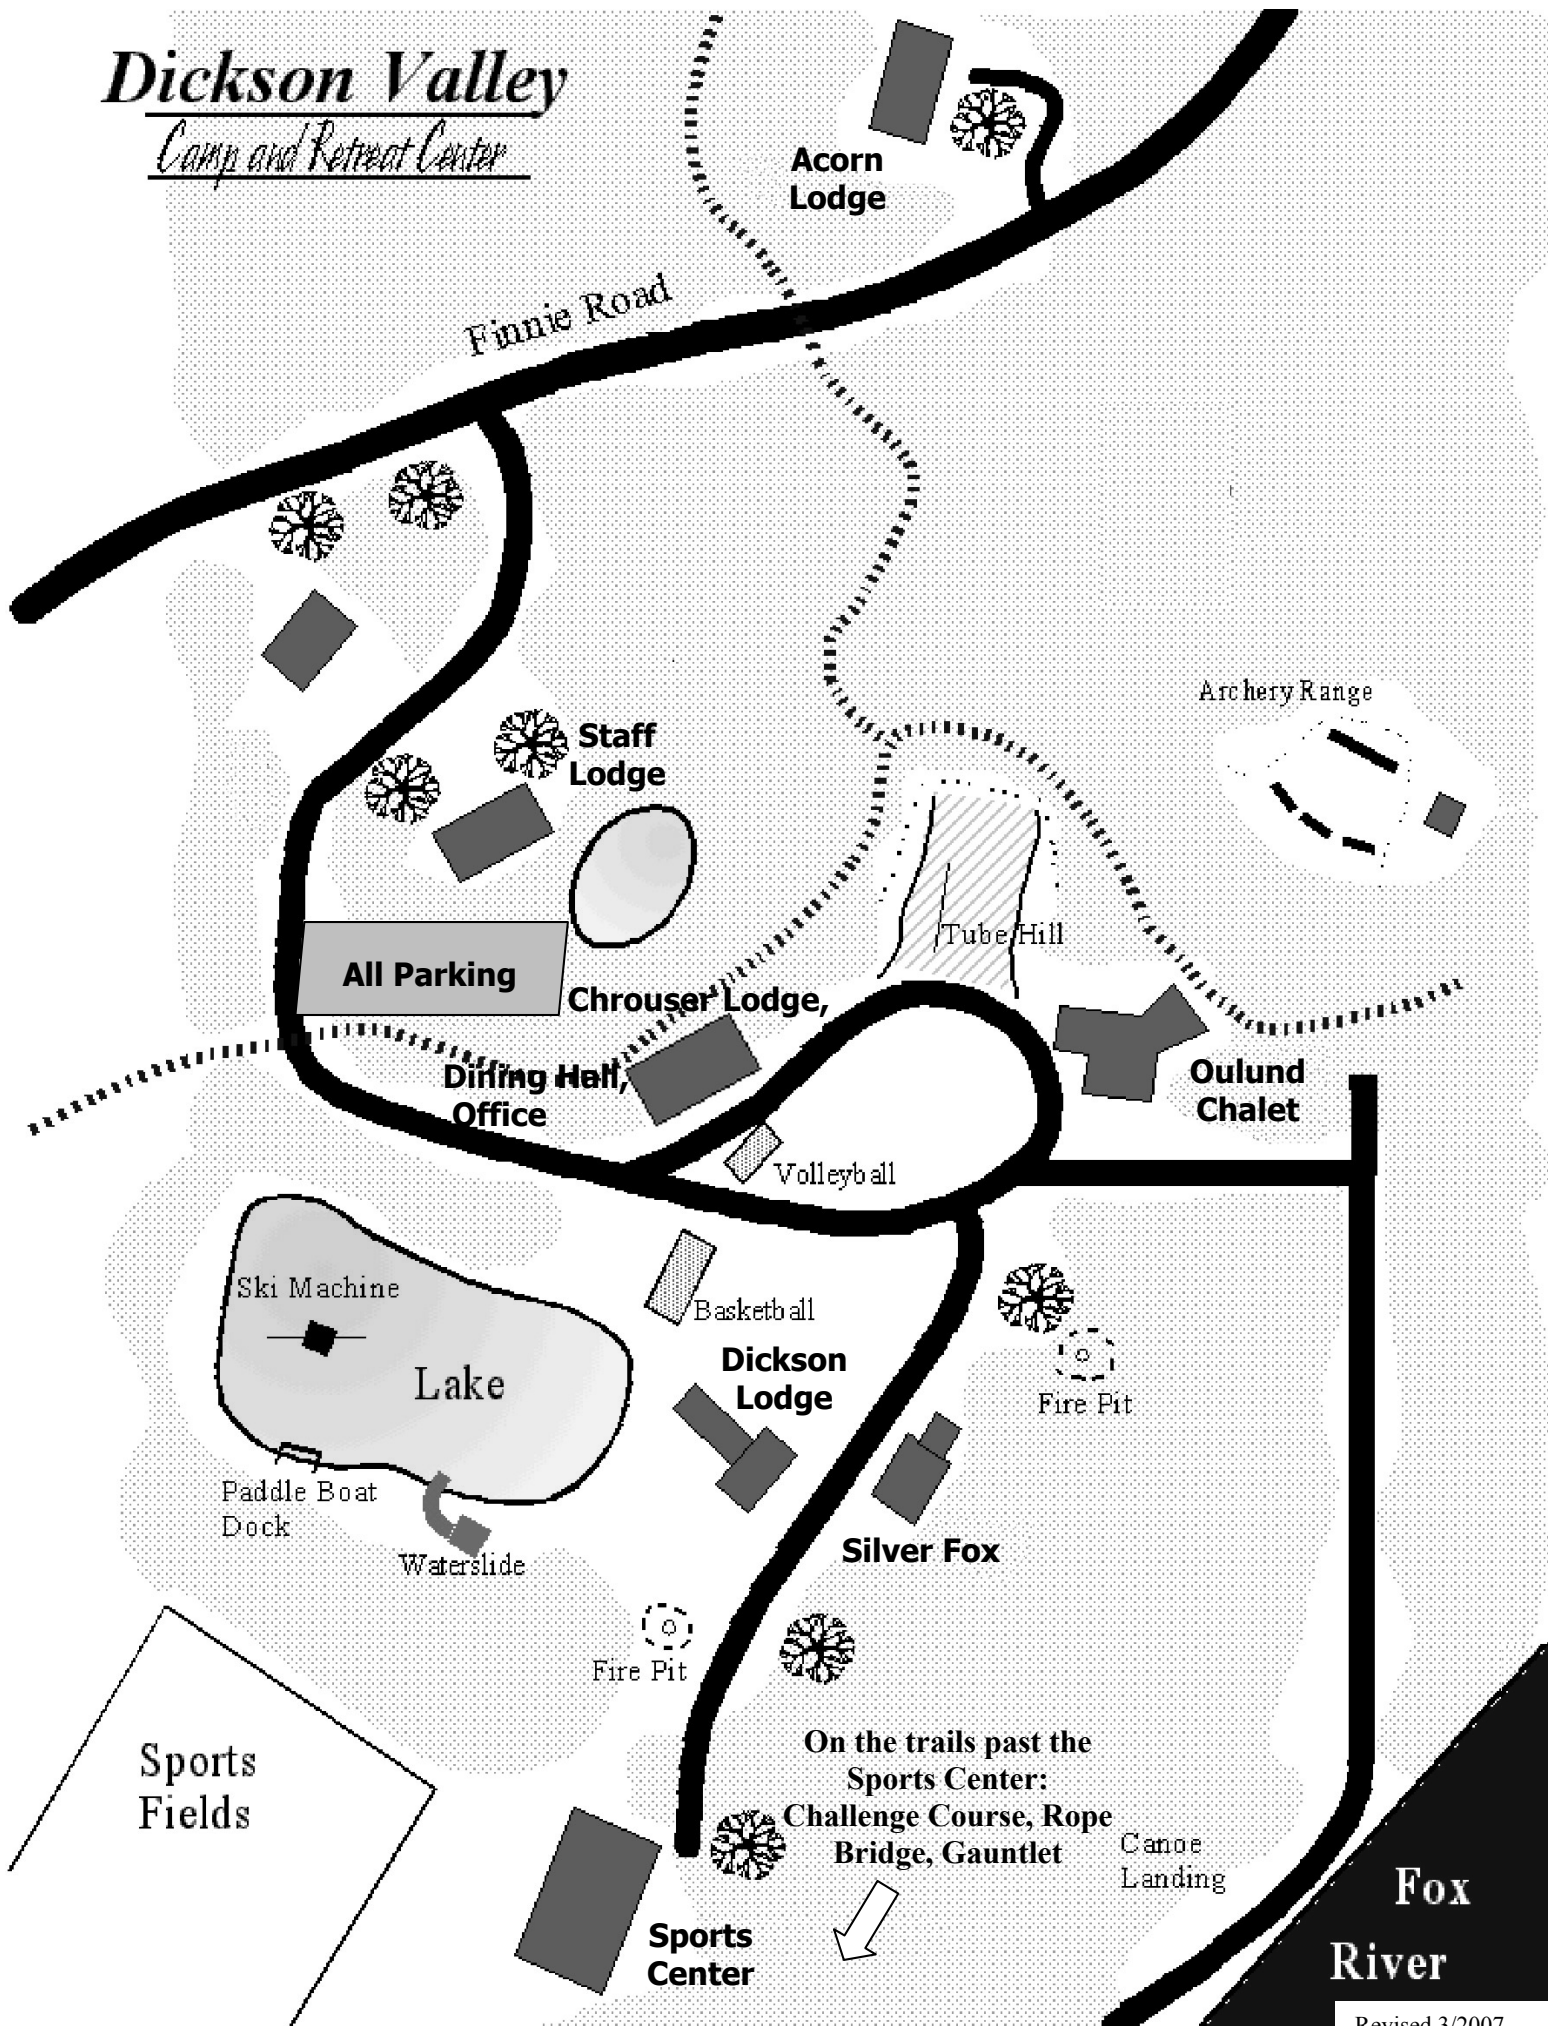 Dickson Valley
Camp and Retreat Center
Acorn
Lodge
Finnie Road
Archery Range
Staff
Lodge
Tube Hill
All Parking
Chrouser Lodge,
Dining Hall,
Office
Oulund
Chalet
Volleyball
Ski Machine
Basketball
Lake
Dickson
Lodge
Fire Pit
Paddle Boat
Dock
Waterslide
Silver Fox
Fire Pit
Sports
Fields
On the trails past the
Sports Center:
Challenge Course, Rope
Bridge, Gauntlet
Canoe
Landing
Fox
River
Sports
Center
Revised 3/2007